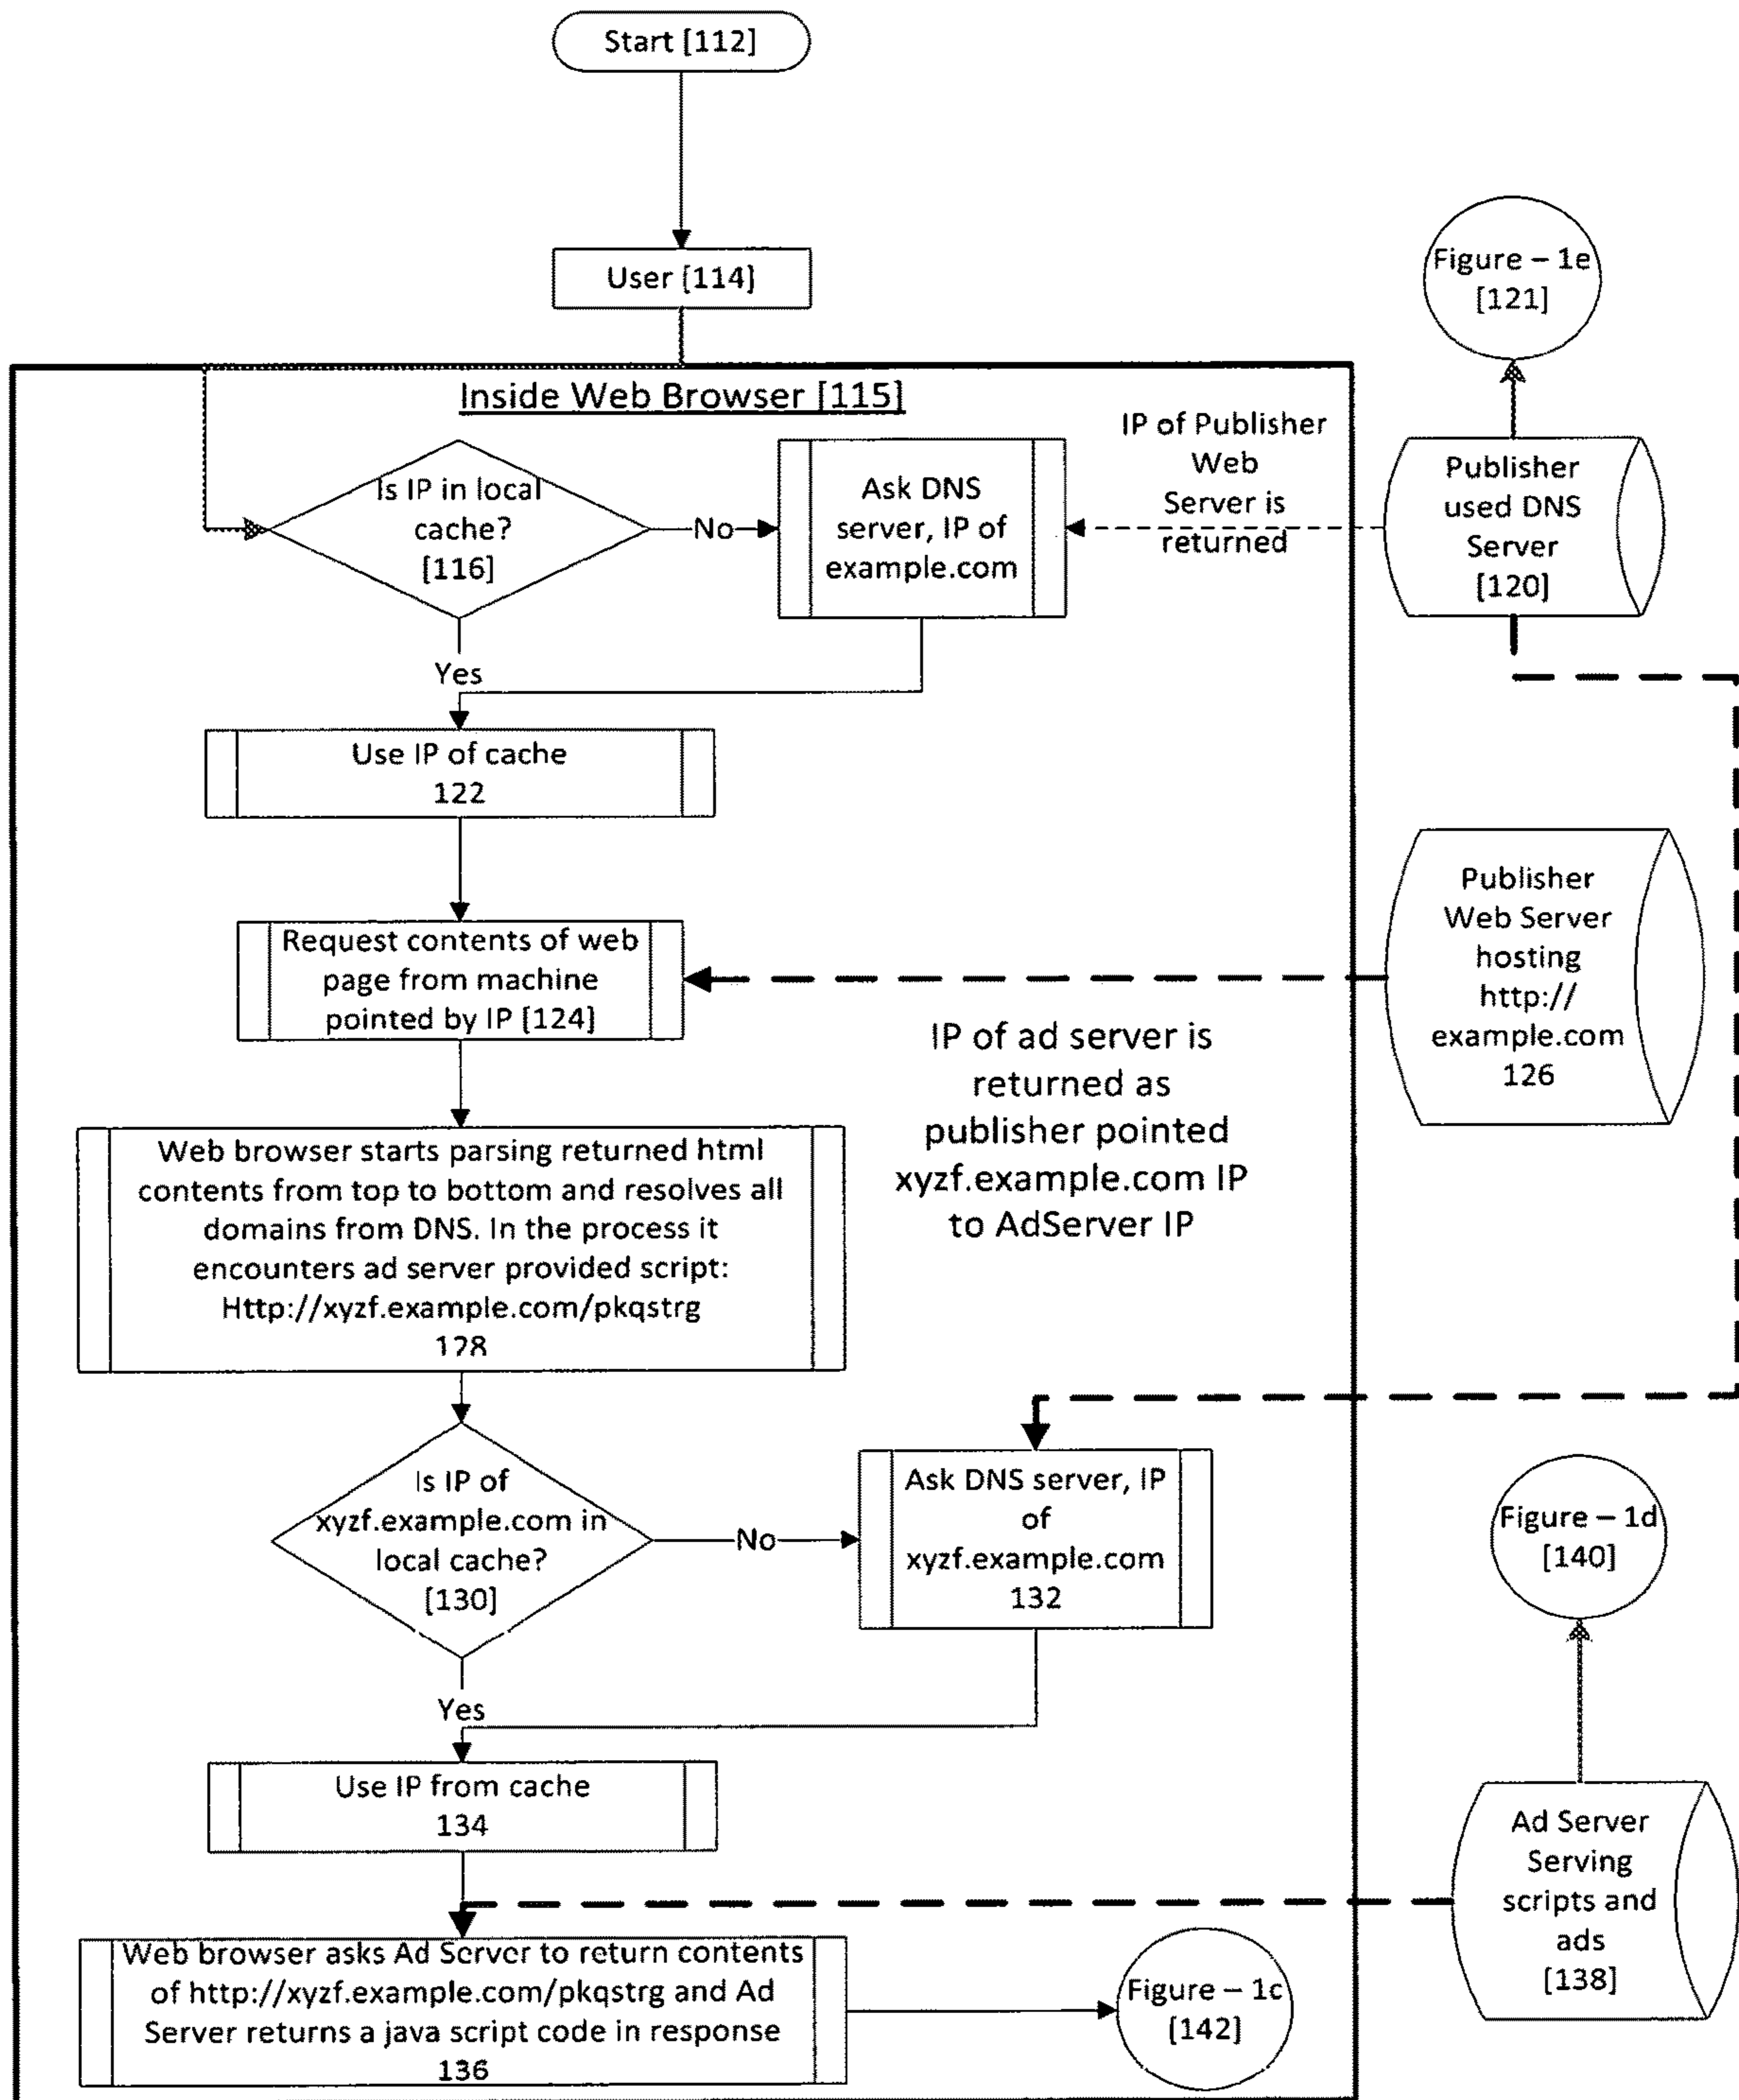 Start [112]
User [114]
Figure – 1e
[121]
Inside Web Browser [115]
Is IP in local
cache?
[116]
No
Ask DNS
server, IP of
example.com
IP of Publisher
Web
Server is
returned
Publisher
used DNS
Server
[120]
Yes
Use IP of cache
122
Request contents of web
page from machine
pointed by IP [124]
Publisher
Web Server
hosting
http://
example.com
126
IP of ad server is
returned as
publisher pointed
xyzf.example.com IP
to AdServer IP
Web browser starts parsing returned html
contents from top to bottom and resolves all
domains from DNS. In the process it
encounters ad server provided script:
Http://xyzf.example.com/pkqstrg
128
Is IP of
xyzf.example.com in
local cache?
[130]
No
Ask DNS server, IP
of
xyzf.example.com
132
Figure – 1d
[140]
Yes
Use IP from cache
134
Ad Server
Serving
scripts and
ads
[138]
Web browser asks Ad Server to return contents
of http://xyzf.example.com/pkqstrg and Ad
Server returns a java script code in response
136
Figure – 1c
[142]